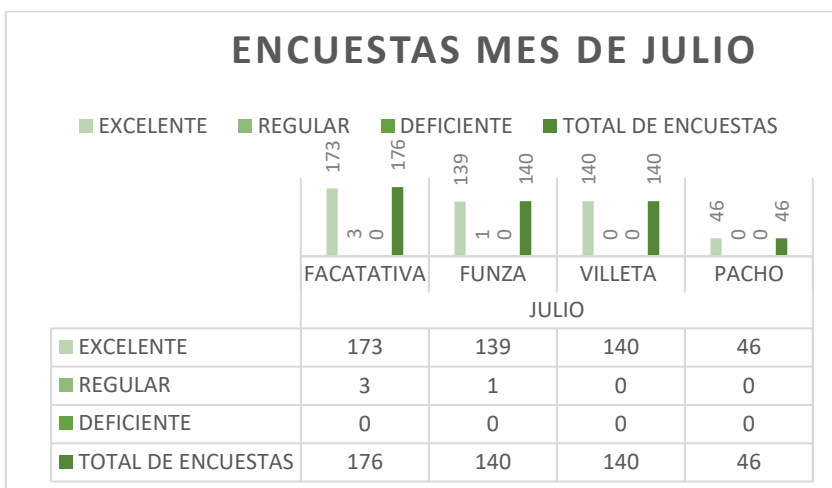 ENCUESTAS MES DE JULIO
EXCELENTE REGULAR DEFICIENTE TOTAL DE ENCUESTAS
173 3 0 176 139 1 0 140 140 0 0 140 46 0 0 46
FACATATIVA FUNZA VILLETA PACHO
JULIO
EXCELENTE 173 139 140 46
REGULAR 3 1 0 0
DEFICIENTE 0 0 0 0
TOTAL DE ENCUESTAS 176 140 140 46